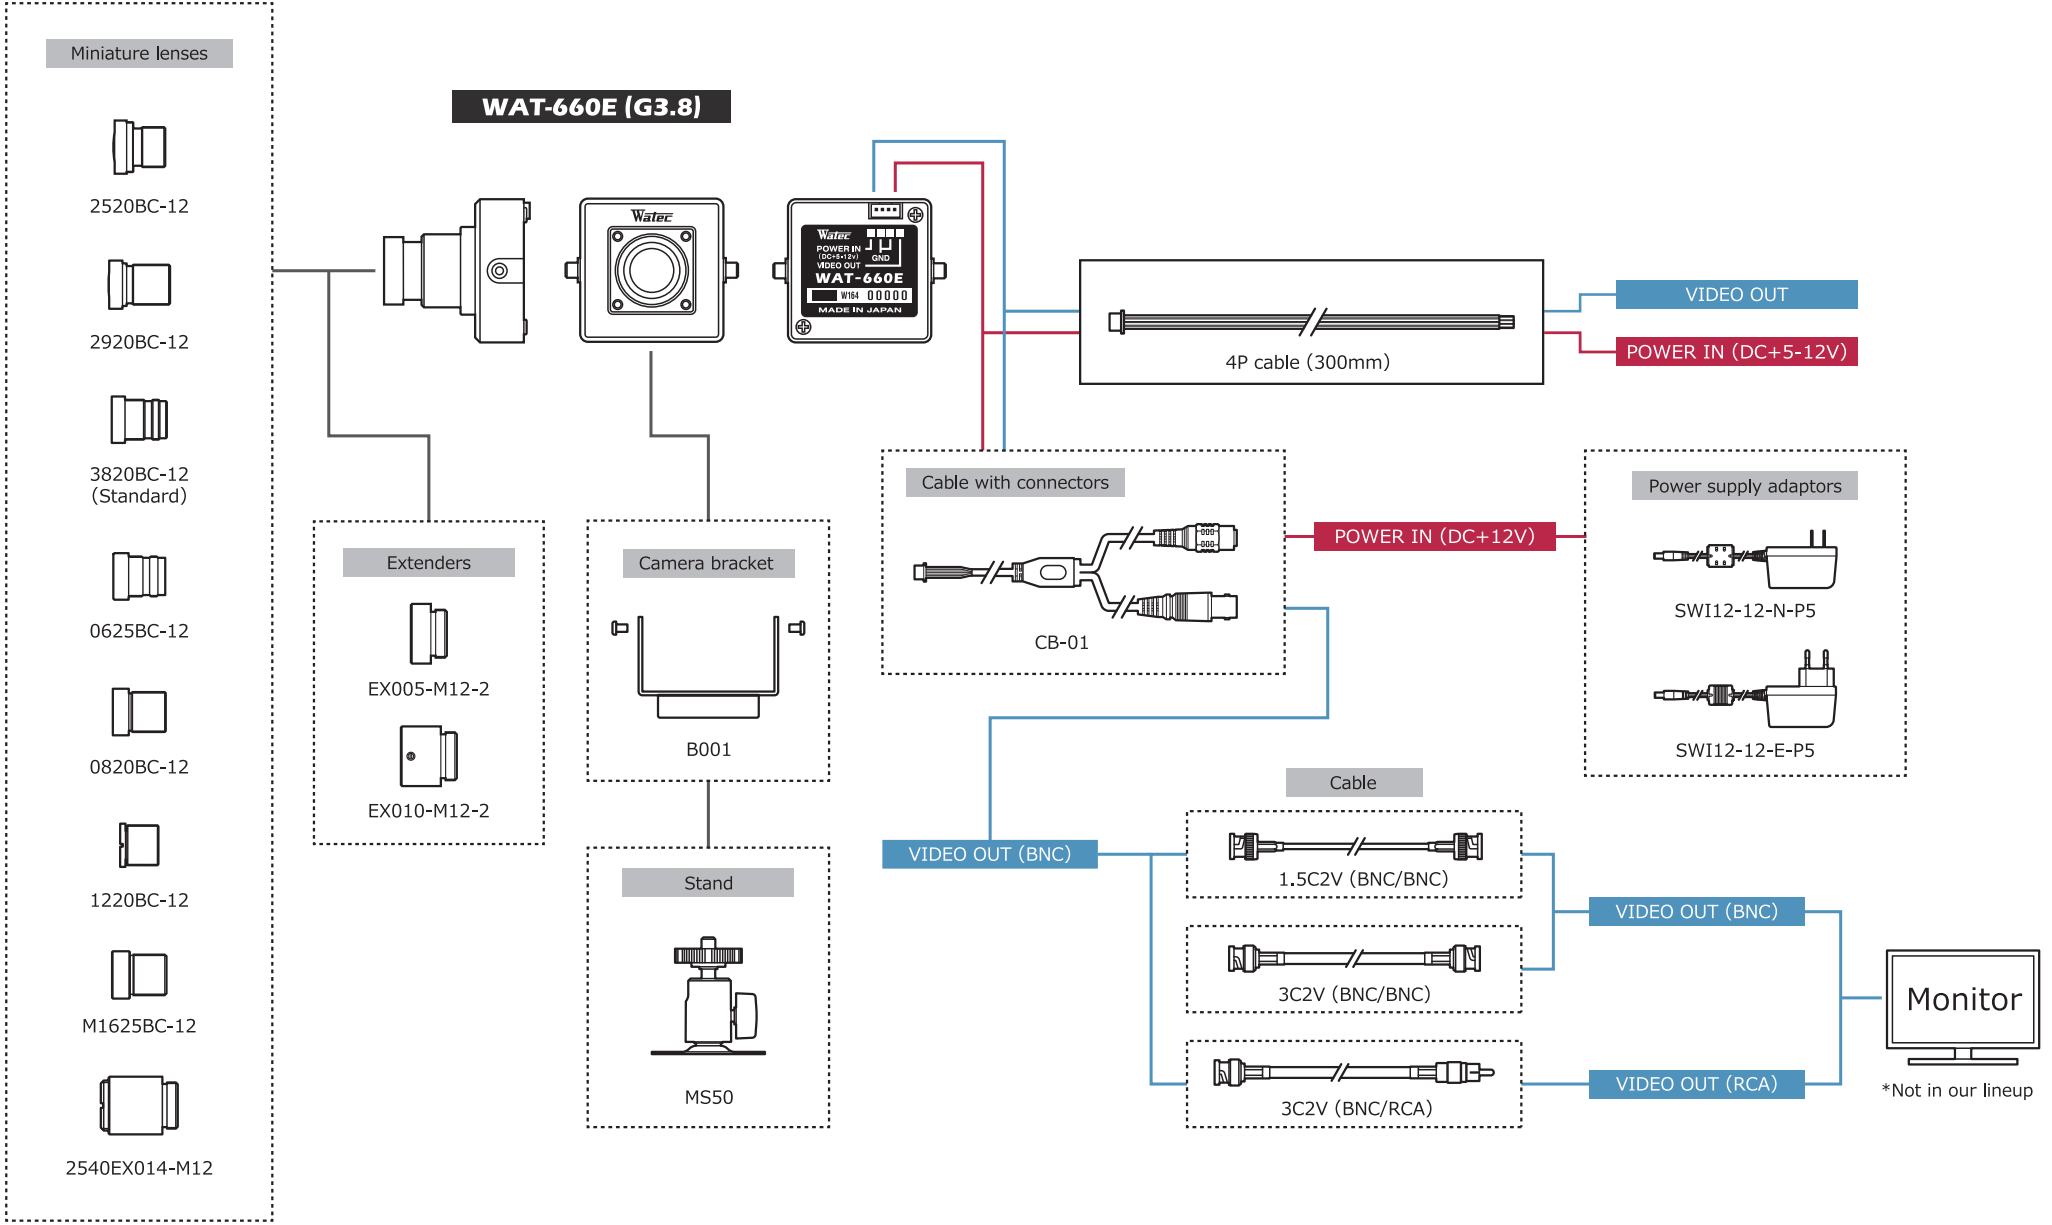 Miniature lenses
2520BC-12
2920BC-12
3820BC-12
(Standard)
0625BC-12
0820BC-12
1220BC-12
M1625BC-12
2540EX014-M12
WAT-660E (G3.8)
Watec
Watec
POWER IN
(DC+5-12v)
GND
VIDEO OUT
WAT-660E
W164 00000
MADE IN JAPAN
4P cable (300mm)
VIDEO OUT
POWER IN (DC+5-12V)
Extenders
EX005-M12-2
EX010-M12-2
Camera bracket
B001
Stand
MS50
Cable with connectors
CB-01
POWER IN (DC+12V)
Power supply adaptors
SWI12-12-N-P5
SWI12-12-E-P5
VIDEO OUT (BNC)
Cable
1.5C2V (BNC/BNC)
3C2V (BNC/BNC)
3C2V (BNC/RCA)
VIDEO OUT (BNC)
VIDEO OUT (RCA)
Monitor
*Not in our lineup